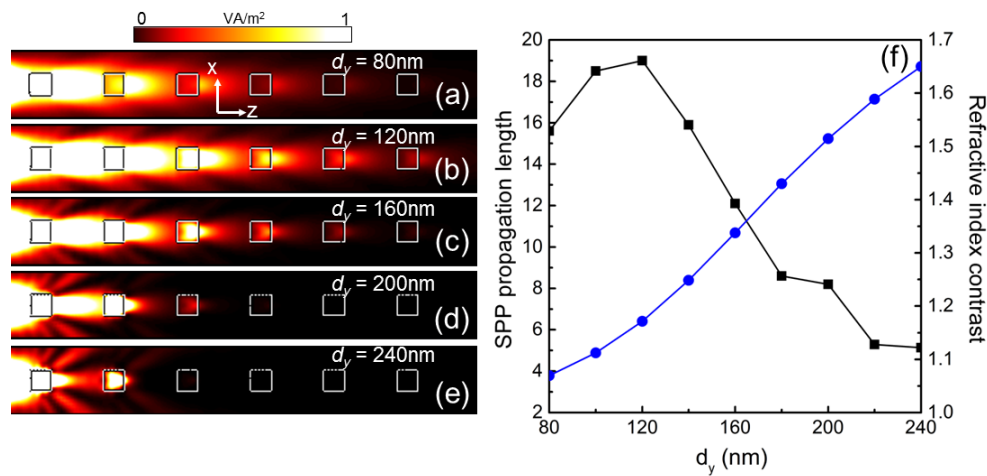 0 VA/m² 1
dy = 80nm
x
z
(a)
dy = 120nm
(b)
dy = 160nm
(c)
dy = 200nm
(d)
dy = 240nm
(e)
(f)
SPP propagation length
20
18
16
14
12
10
8
6
4
2
80 120 160 200 240
dy (nm)
1.7
1.6
1.5
1.4
1.3
1.2
1.1
1.0
Refractive index contrast